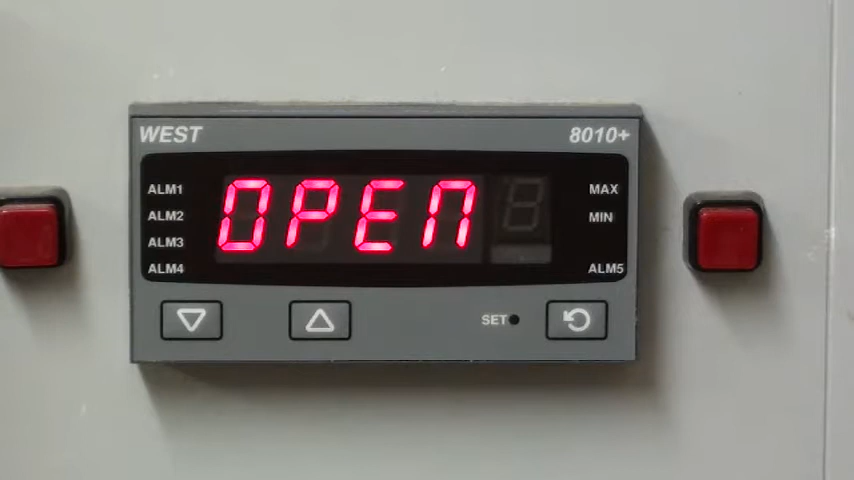 WEST 8010+
ALM1 MAX
ALM2 MIN
ALM3
ALM4 ALM5
OPEN
SET